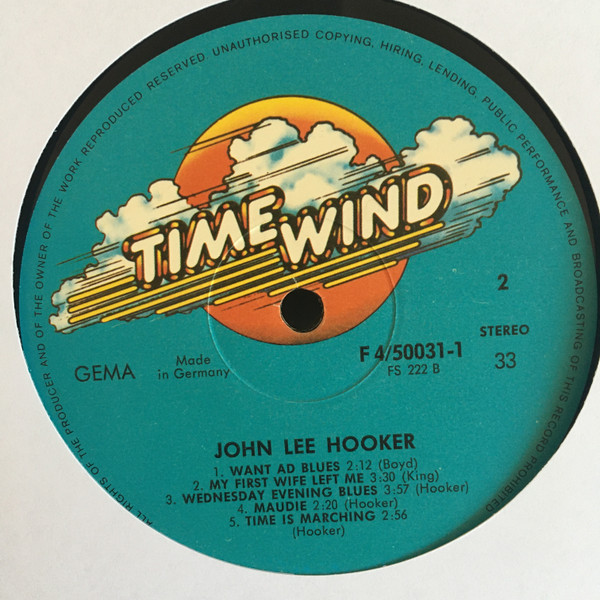 ALL RIGHTS OF THE PRODUCER AND OF THE OWNER OF THE WORK REPRODUCED RESERVED. UNAUTHORISED COPYING, HIRING, LENDING, PUBLIC PERFORMANCE AND BROADCASTING OF THIS RECORD PROHIBITED
TIMEWIND
2
STEREO
33
GEMA
Made
in Germany
F 4/50031-1
FS 222 B
JOHN LEE HOOKER
1. WANT AD BLUES 2:12 (Boyd)
2. MY FIRST WIFE LEFT ME 3:30 (King)
3. WEDNESDAY EVENING BLUES 3:57 (Hooker)
4. MAUDIE 2:20 (Hooker)
5. TIME IS MARCHING 2:56
(Hooker)